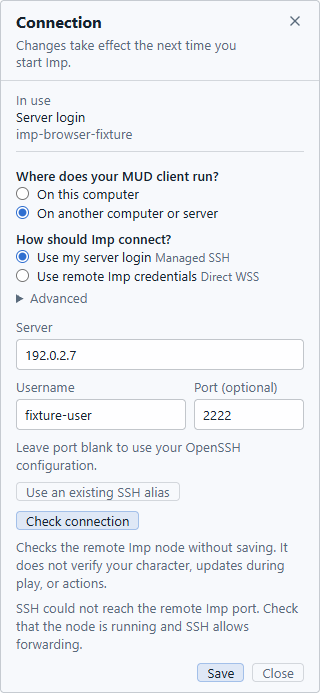 Connection
Changes take effect the next time you
start Imp.
In use
Server login
imp-browser-fixture
Where does your MUD client run?
On this computer
On another computer or server
How should Imp connect?
Use my server login Managed SSH
Use remote Imp credentials Direct WSS
Advanced
Server
192.0.2.7
Username Port (optional)
fixture-user 2222
Leave port blank to use your OpenSSH
configuration.
Use an existing SSH alias
Check connection
Checks the remote Imp node without saving. It
does not verify your character, updates during
play, or actions.
SSH could not reach the remote Imp port. Check
that the node is running and SSH allows
forwarding.
Save Close